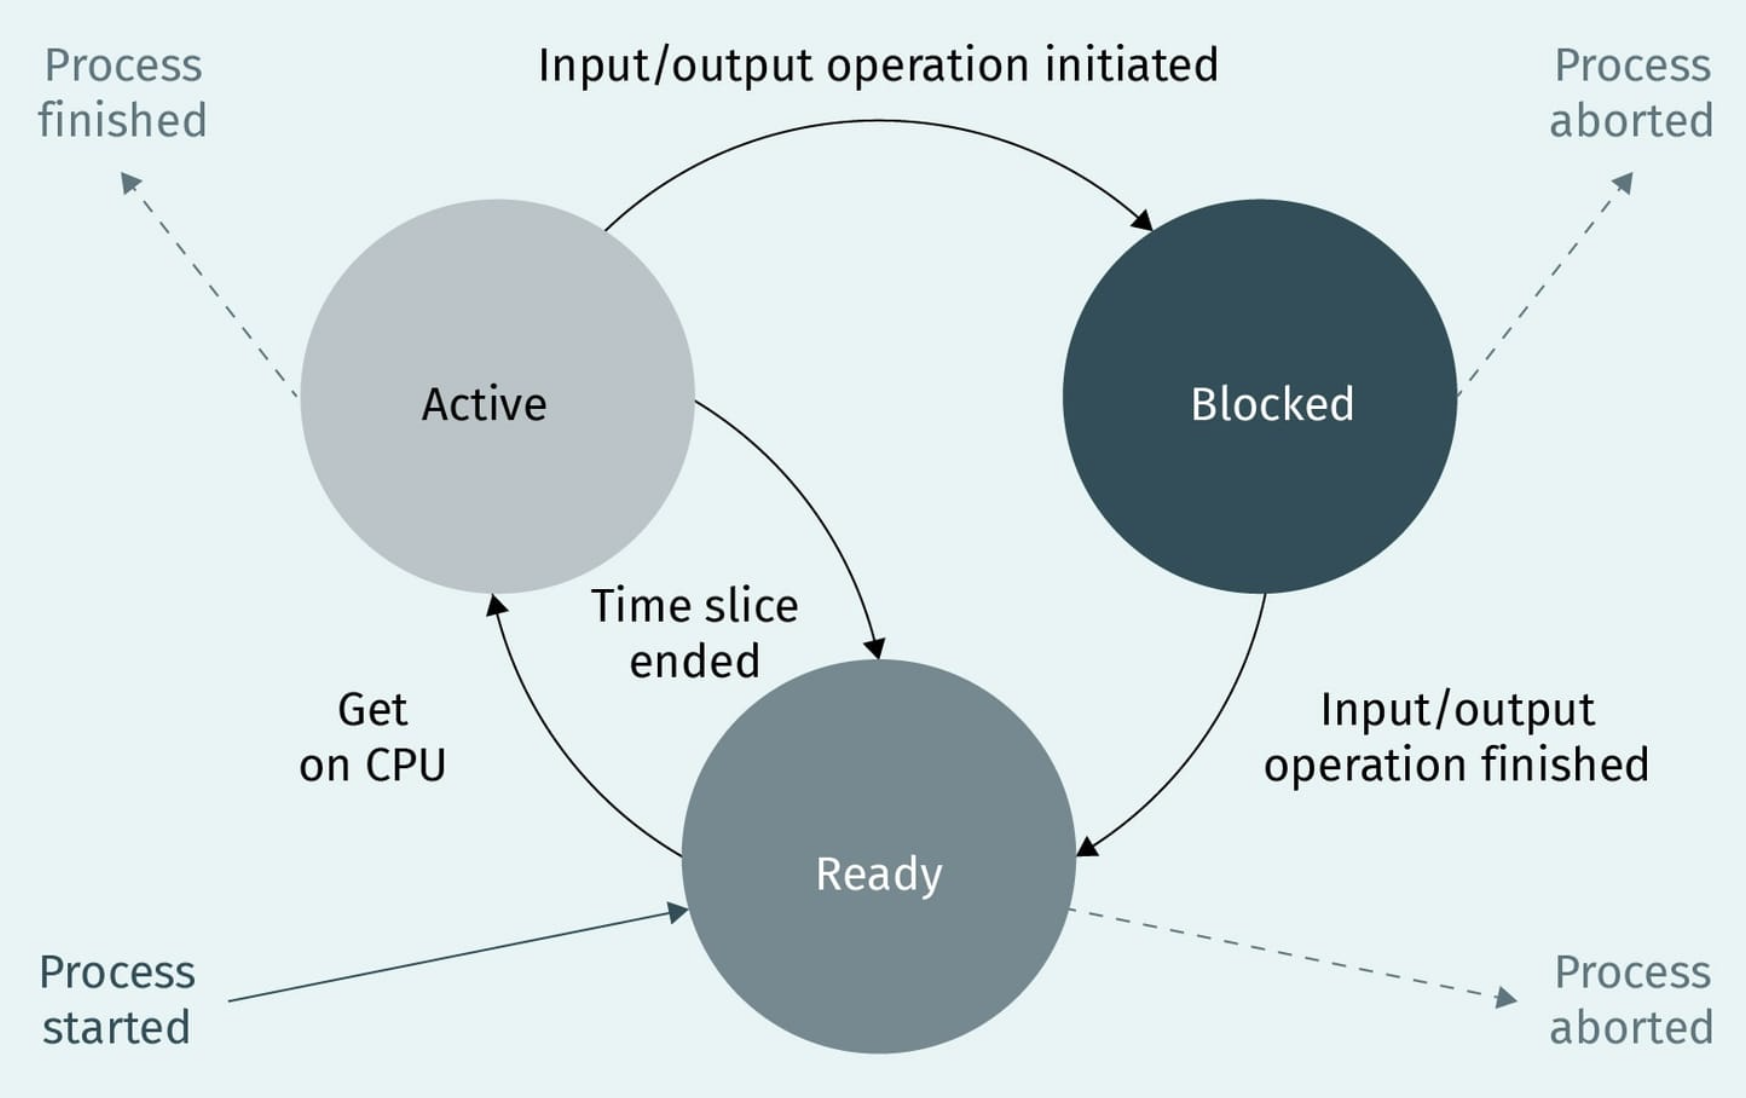 Process
finished
Input/output operation initiated
Process
aborted
Active
Blocked
Time slice
ended
Get
on CPU
Input/output
operation finished
Ready
Process
started
Process
aborted